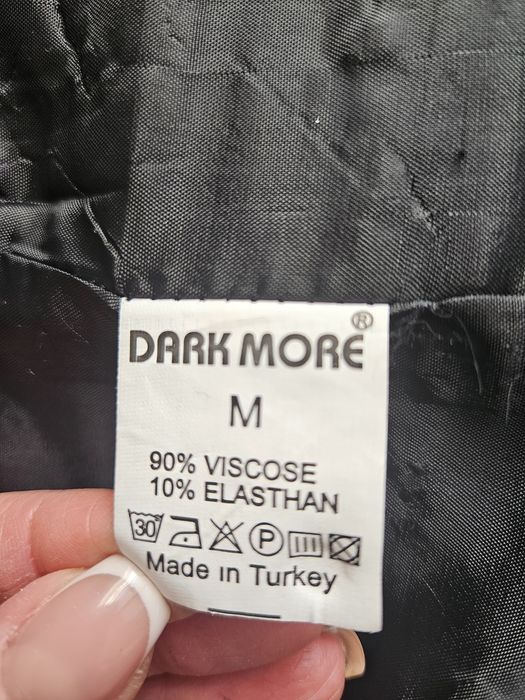 DARK MORE®
M
90% VISCOSE
10% ELASTHAN
30 P
Made in Turkey